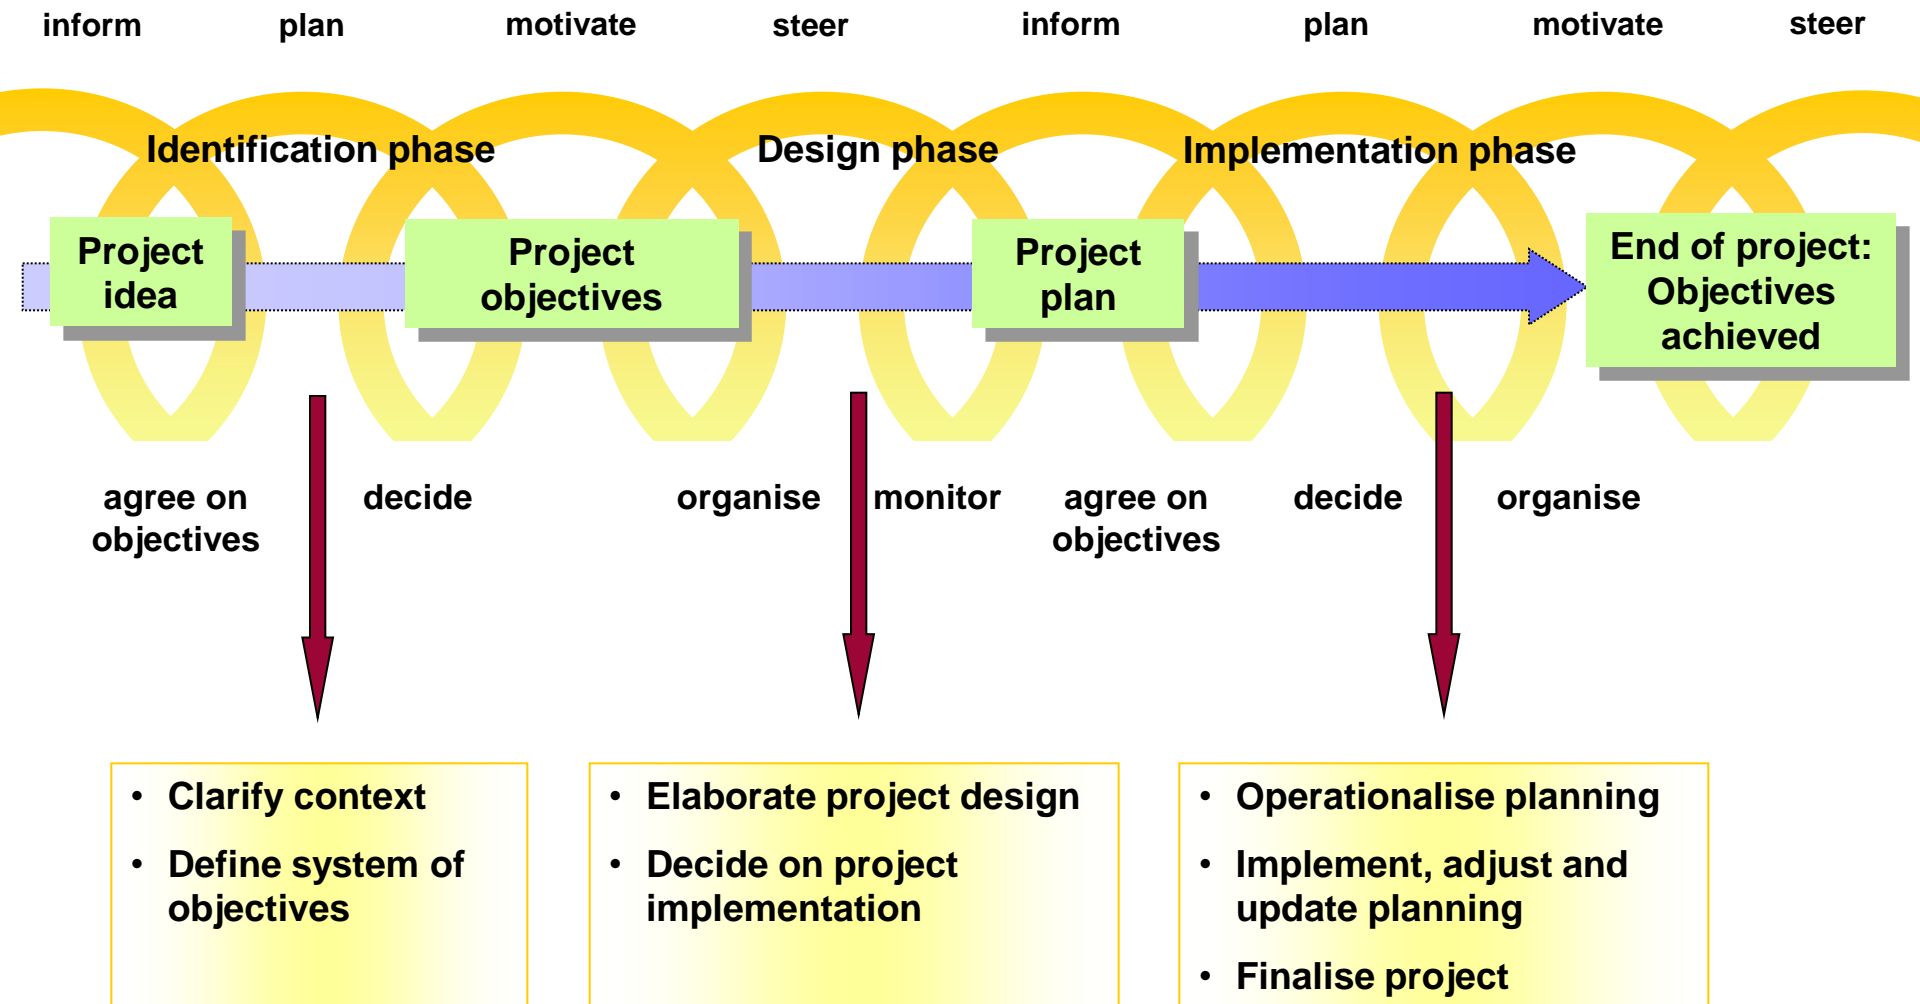 inform plan motivate steer inform plan motivate steer
Identification phase Design phase Implementation phase
Project
idea
Project
objectives
Project
plan
End of project:
Objectives
achieved
agree on
objectives
decide
organise
monitor
agree on
objectives
decide
organise
• Clarify context
• Define system of
objectives
• Elaborate project design
• Decide on project
implementation
• Operationalise planning
• Implement, adjust and
update planning
• Finalise project